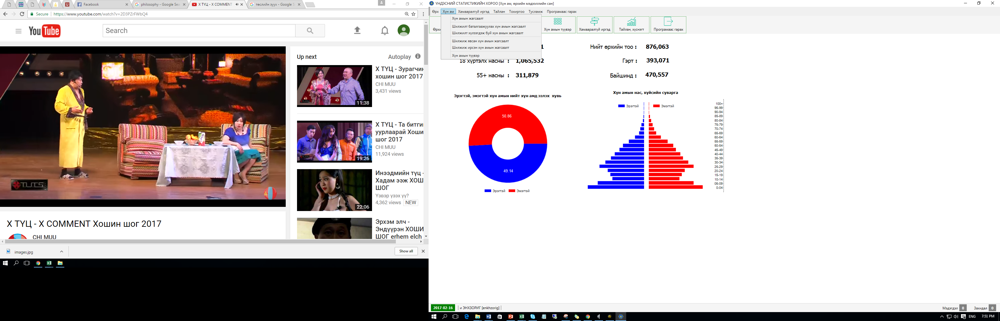 Facebook
philosophy - Google Sea
X ТҮЦ - X COMMENT
төслийн зуух - Google S
Secure
https://www.youtube.com/watch?v=2D3PZrFWbQ4
YouTube
Search
T.U.T.S
X ТҮЦ - X COMMENT Хошин шог 2017
CHI MUU
Up next
Autoplay
X ТҮЦ - Зурагчин
хошин шог 2017
CHI MUU
3,431 views
11:38
X ТҮЦ - Та битгий
уурлаарай Хошин
шог 2017
CHI MUU
11,924 views
19:26
Инээдмийн түц -
Хадам ээж ХОШ
ШОГ
Үзвэр үзэх үү?
4,362 views NEW
22:06
Эрхэм элч -
Эндүүрэн ХОШИ
ШОГ erhem elch
images.jpg
Show all
ҮНДЭСНИЙ СТАТИСТИКИЙН ХОРОО [Хүн ам, өрхийн мэдээллийн сан]
Өрх Хүн ам Хамааралгүй иргэд Тайлан Тохиргоо Тусламж Програмаас гарах
Хүн амын жагсаалт
Шилжилт баталгаажуулах хүн амын жагсаалт
Шилжилт хүлээгдэж буй хүн амын жагсаалт
Шилжиж явсан хүн амын жагсаалт
Шилжиж ирсэн хүн амын жагсаалт
Хүн амын түүвэр
Өрхи
Хүн амын түүвэр
Хамааралгүй иргэд
Тайлан, хүснэгт
Програмаас гарах
1
18 хүртэлх насны : 1,065,532
55+ насны : 311,879
Нийт өрхийн тоо : 876,063
Гэрт : 393,071
Байшинд : 470,557
Эрэгтэй, эмэгтэй хүн амын нийт хүн амд эзлэх хувь
50.86
49.14
Эрэгтэй Эмэгтэй
Хүн амын нас, хүйсийн суварга
Эрэгтэй Эмэгтэй
100+
95-99
90-94
85-89
80-84
75-79
70-74
65-69
60-64
55-59
50-54
45-49
40-44
35-39
30-34
25-29
20-24
15-19
10-14
05-09
0-04
2017-02-16
и ЭНХЗОРИГ [enkhzorig]
Мэдэгдэл 0
Захидал 0
ENG
7:51 PM